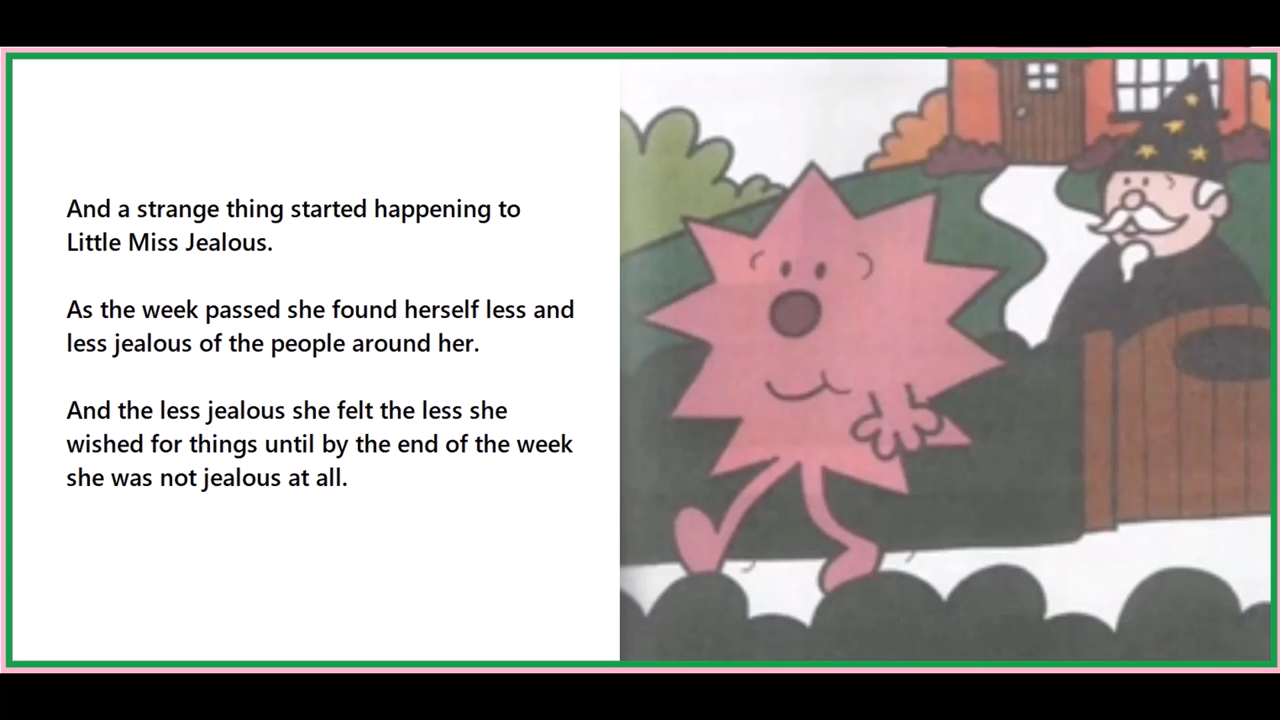 And a strange thing started happening to
Little Miss Jealous.
As the week passed she found herself less and
less jealous of the people around her.
And the less jealous she felt the less she
wished for things until by the end of the week
she was not jealous at all.